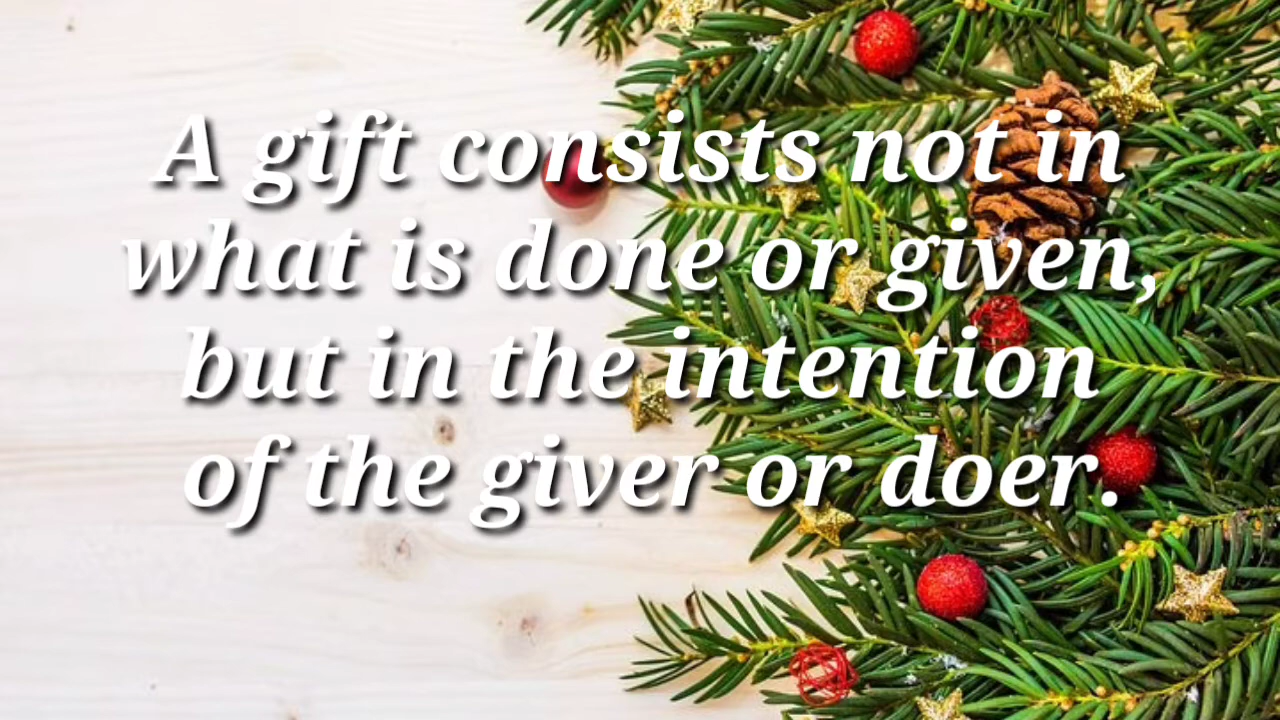 A gift consists not in
what is done or given,
but in the intention
of the giver or doer.